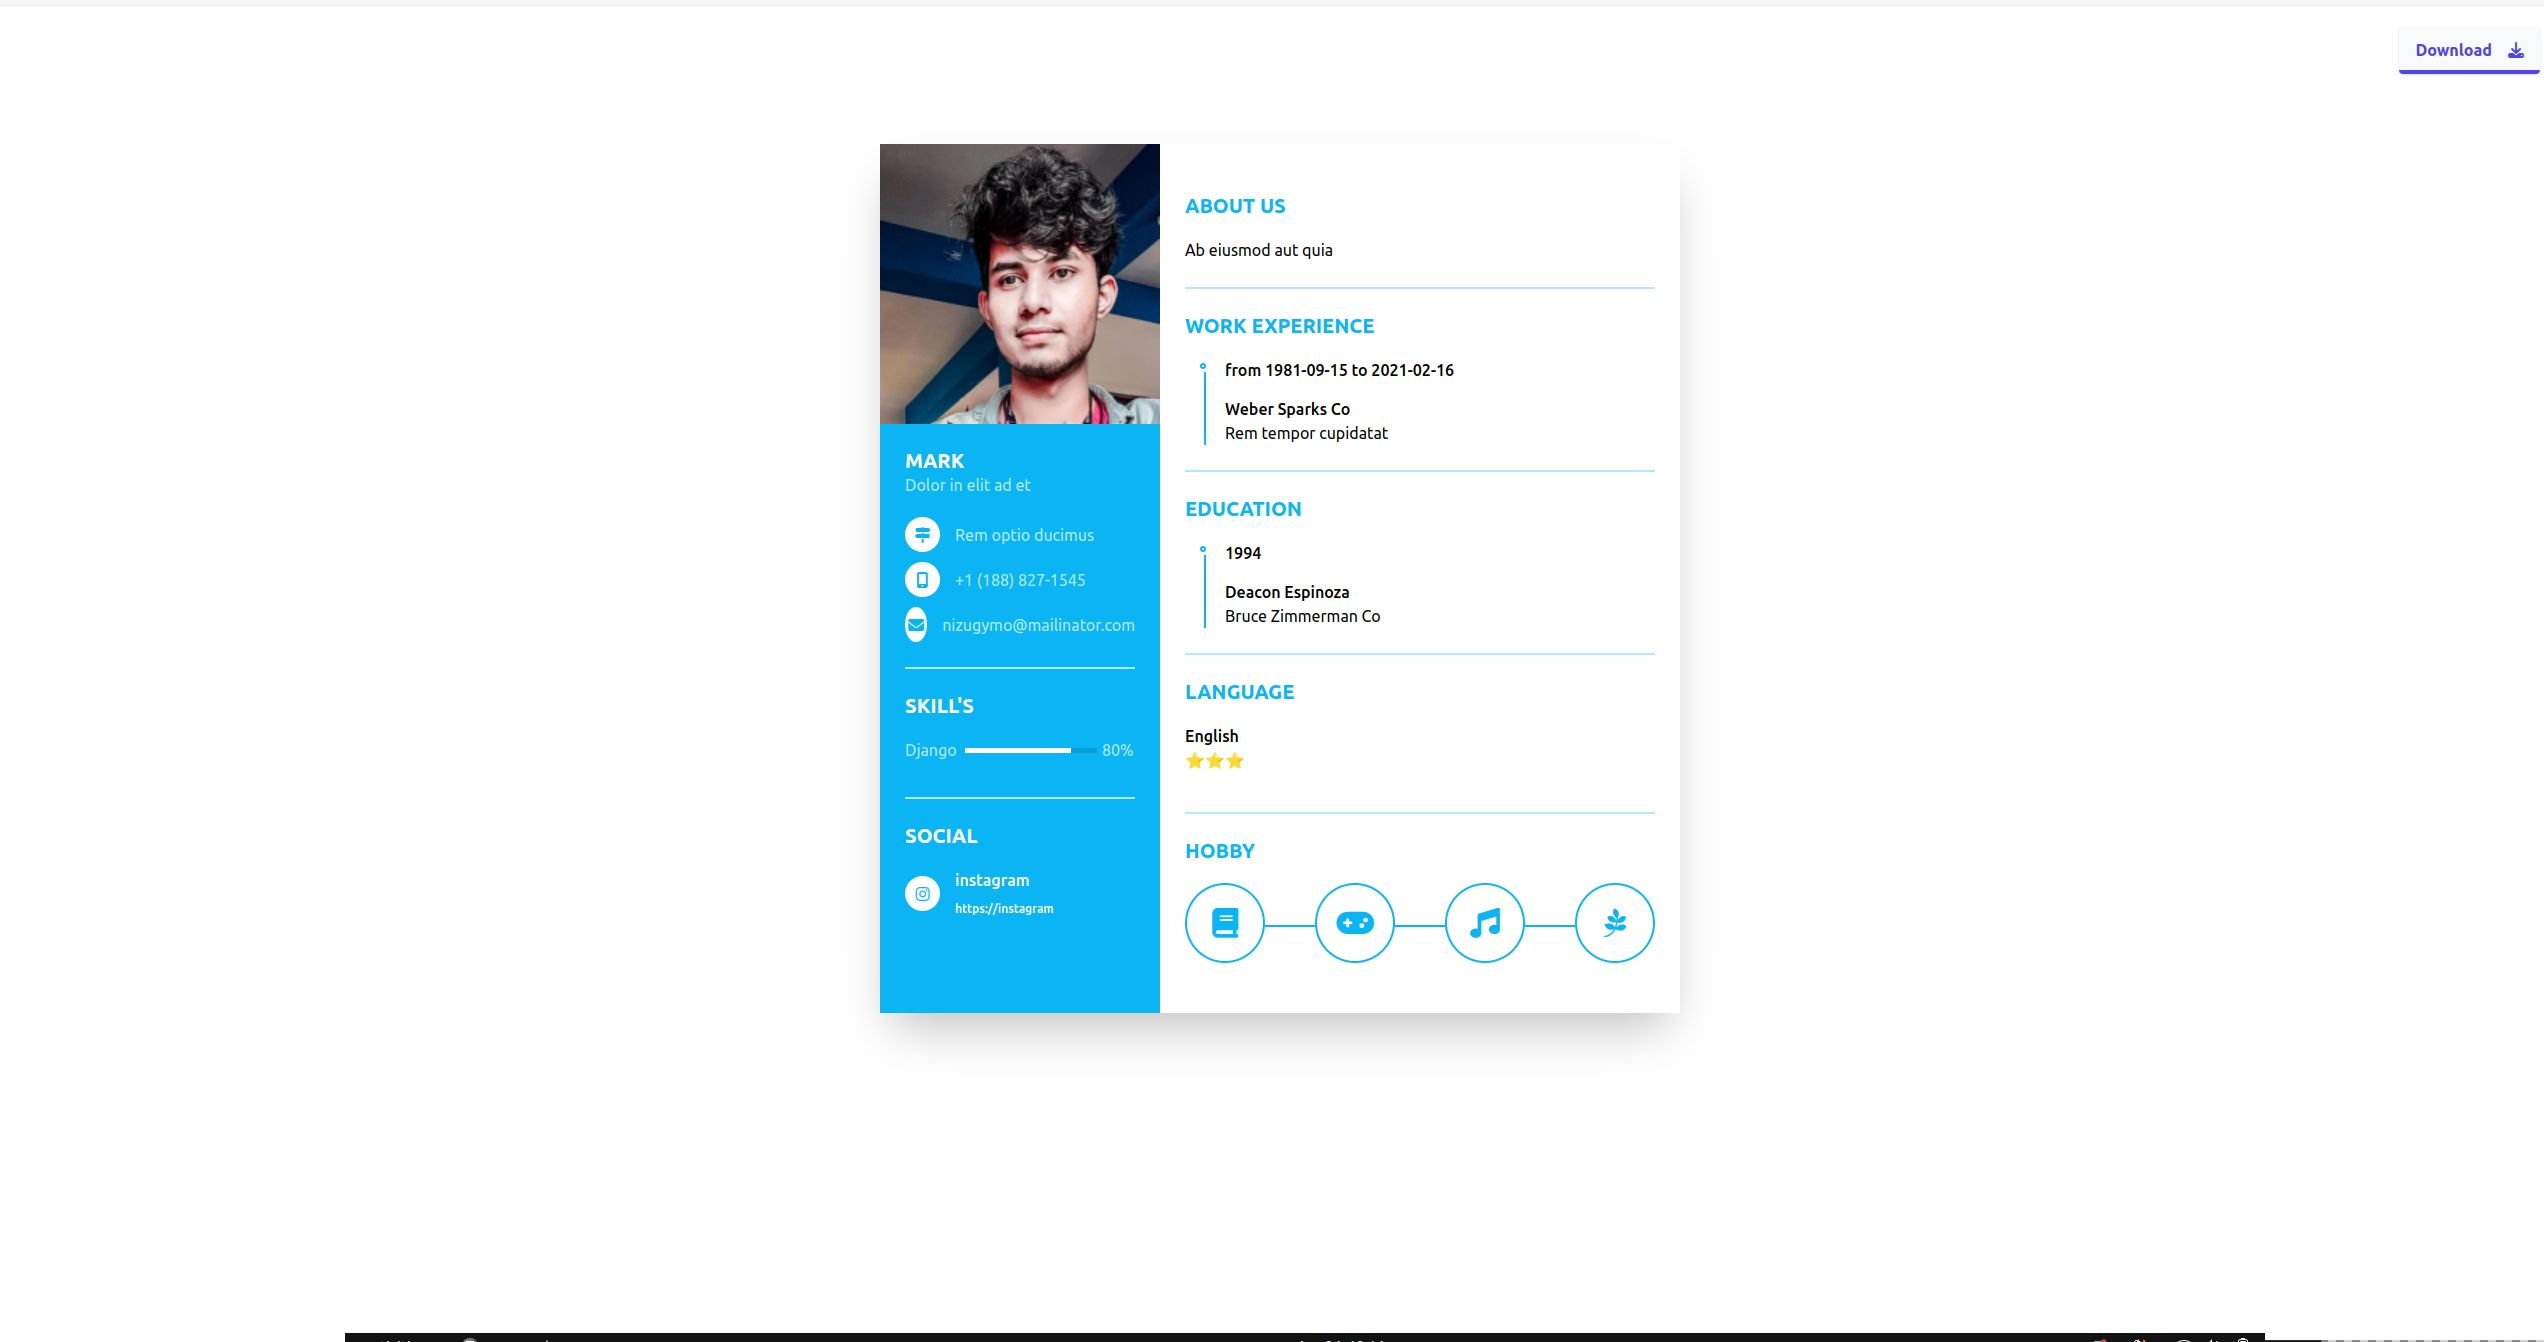 Download
MARK
Dolor in elit ad et
Rem optio ducimus
+1 (188) 827-1545
nizugymo@mailinator.com
SKILL'S
Django 80%
SOCIAL
instagram
https://instagram
ABOUT US
Ab eiusmod aut quia
WORK EXPERIENCE
from 1981-09-15 to 2021-02-16
Weber Sparks Co
Rem tempor cupidatat
EDUCATION
1994
Deacon Espinoza
Bruce Zimmerman Co
LANGUAGE
English
HOBBY